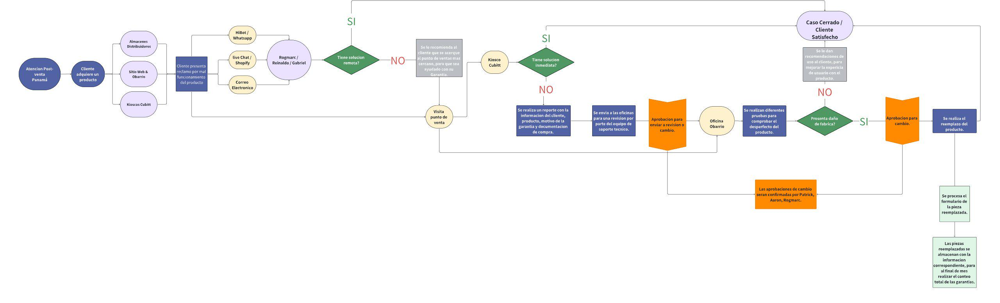 Atencion Post-
venta
Panamá
Cliente
adquiere un
producto
Almacenes
Distribuidores
Sitio Web &
Obarrio
Kioscos Cubitt
Cliente presenta
reclamo por mal
funcionamiento
del producto
HiBot /
Whatsapp
live Chat /
Shopify
Correo
Electronico
Rogmarc /
Reinaldo / Gabriel
Tiene solucion
remota?
SI
NO
Se le recomienda al
cliente que se acerque
al punto de ventas mas
cercano, para que sea
ayudado con su
Garantia.
Visita
punto de
venta
Kiosco
Cubitt
Tiene solucion
inmediata?
SI
NO
Se realiza un reporte con la
informacion del cliente,
producto, motivo de la
garantia y documentacion
de compra.
Se envia a las oficinas
para una revision por
parte del equipo de
soporte tecnico.
Aprobacion para
enviar a revision o
cambio.
Oficina
Obarrio
Se realizan diferentes
pruebas para
comprobar el
desperfecto del
producto.
Presenta daño
de fabrica?
NO
Se le dan
recomendaciones de
uso al cliente, para
mejorar la expericia
de usuario con el
producto.
Caso Cerrado /
Cliente
Satisfecho
SI
Aprobacion para
cambio.
Se realiza el
reemplazo del
producto.
Las aprobaciones de cambio
seran confirmadas por Patrick,
Aaron, Rogmarc.
Se procesa el
formulario de
la pieza
reemplazada.
Las piezas
reemplazadas se
almacenan con la
informacion
correspondiente, para
al final de mes
realizar el conteo
total de las garantias.